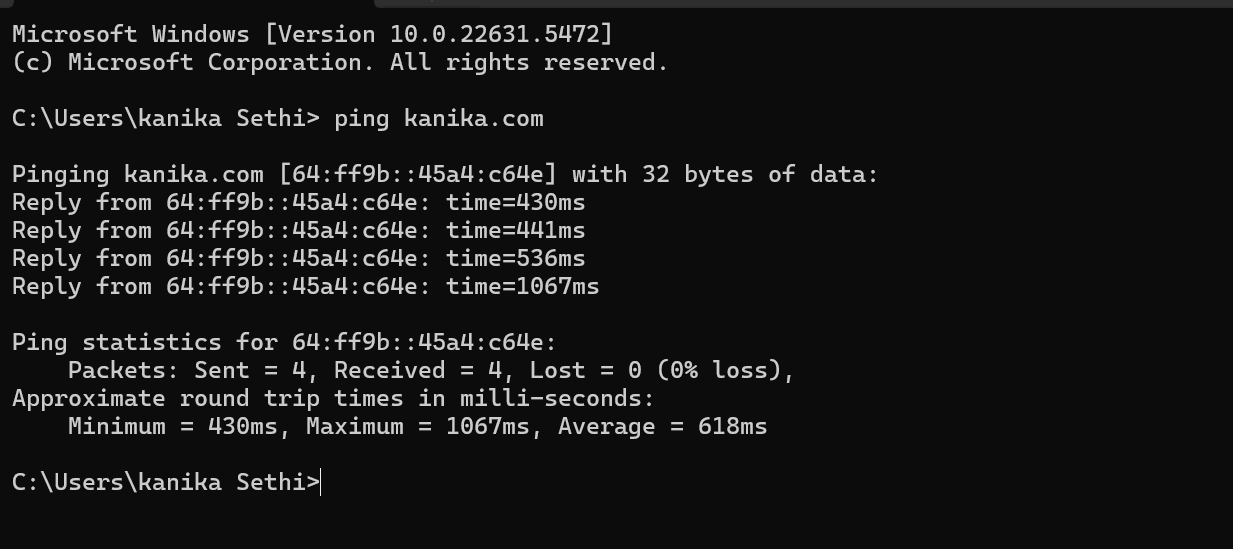 Microsoft Windows [Version 10.0.22631.5472]
(c) Microsoft Corporation. All rights reserved.
C:\Users\kanika Sethi> ping kanika.com
Pinging kanika.com [64:ff9b::45a4:c64e] with 32 bytes of data:
Reply from 64:ff9b::45a4:c64e: time=430ms
Reply from 64:ff9b::45a4:c64e: time=441ms
Reply from 64:ff9b::45a4:c64e: time=536ms
Reply from 64:ff9b::45a4:c64e: time=1067ms
Ping statistics for 64:ff9b::45a4:c64e:
    Packets: Sent = 4, Received = 4, Lost = 0 (0% loss),
Approximate round trip times in milli-seconds:
    Minimum = 430ms, Maximum = 1067ms, Average = 618ms
C:\Users\kanika Sethi>